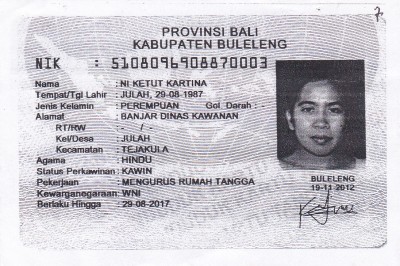 PROVINSI BALI
KABUPATEN BULELENG
NIK : 5108096908870003
Nama : NI KETUT KARTINA
Tempat/Tgl Lahir : JULAH, 29-08-1987
Jenis Kelamin : PEREMPUAN Gol. Darah : -
Alamat : BANJAR DINAS KAWANAN
RT/RW : - / -
Kel/Desa : JULAH
Kecamatan : TEJAKULA
Agama : HINDU
Status Perkawinan : KAWIN
Pekerjaan : MENGURUS RUMAH TANGGA
Kewarganegaraan : WNI
Berlaku Hingga : 29-08-2017
BULELENG
19-11-2012